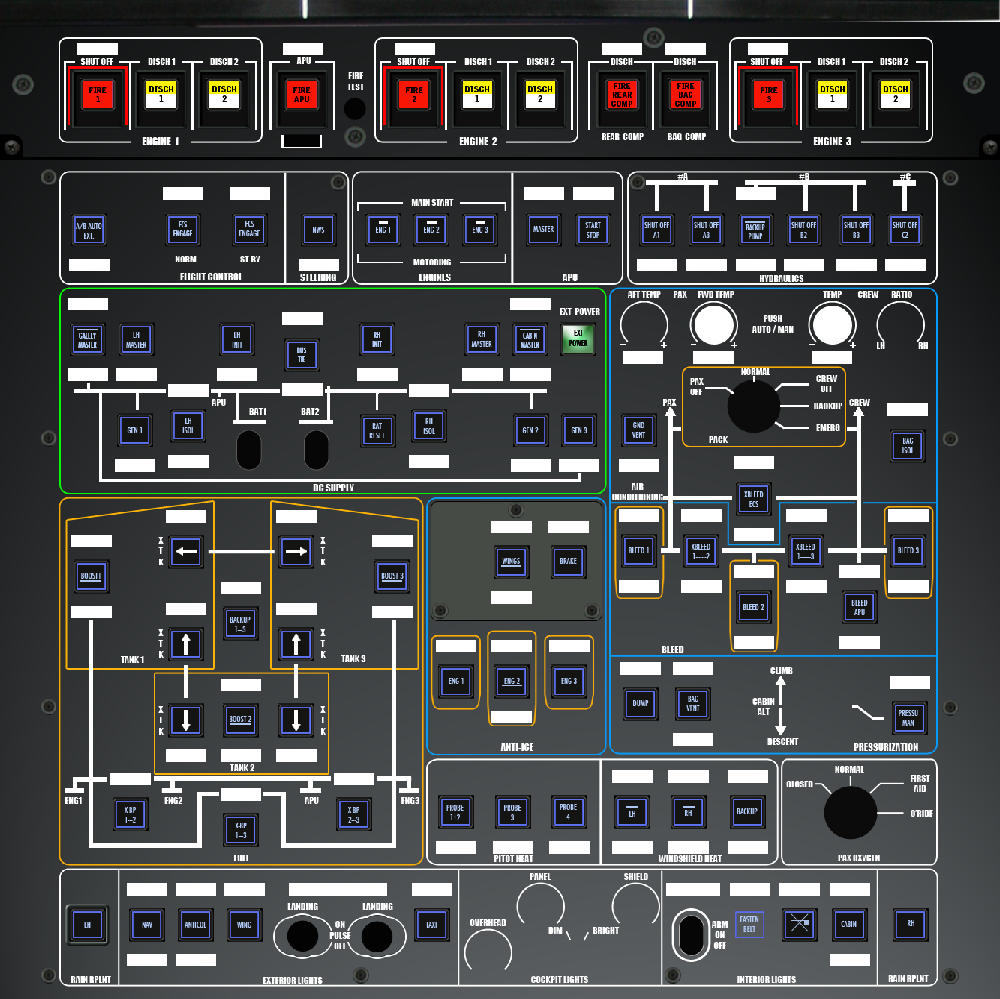 SHUT OFF DISCH 1 DISCH 2
FIRE 1
DISCH 1
DISCH 2
ENGINE 1
APU
FIRE APU
FIRE TEST
SHUT OFF DISCH 1 DISCH 2
FIRE 2
DISCH 1
DISCH 2
ENGINE 2
DISCH DISCH
FIRE REAR COMP
FIRE BAG COMP
REAR COMP BAG COMP
SHUT OFF DISCH 1 DISCH 2
FIRE 3
DISCH 1
DISCH 2
ENGINE 3
A/B AUTO EXT.
FCS ENGAGE
FCS ENGAGE
NORM ST BY
FLIGHT CONTROL
NWS
STEERING
MAIN START
ENG 1 ENG 2 ENG 3
MOTORING
ENGINES
MASTER
START STOP
APU
#A #B #C
SHUT OFF A1
SHUT OFF A3
BACKUP PUMP
SHUT OFF B2
SHUT OFF B3
SHUT OFF C2
HYDRAULICS
GALLEY MASTER
LH MASTER
LH INIT
BUS TIE
RH INIT
RH MASTER
CABIN MASTER
EXT POWER
EXT POWER
APU
GEN 1
LH ISOL
BAT1
BAT2
BAT RESET
RH ISOL
GEN 2
GEN 3
DC SUPPLY
AFT TEMP PAX FWD TEMP
TEMP CREW RATIO
PUSH AUTO / MAN
LH RH
NORMAL
PAX OFF
CREW OFF
BACKUP
EMERG
PACK
PAX
CREW
GND VENT
BAG ISOL
AIR
XBLEED ECS
BLEED 1
XBLEED 1----2
XBLEED 1----3
BLEED 3
BLEED 2
BLEED APU
BLEED
DUMP
BAG VENT
CLIMB
CABIN ALT
DESCENT
PRESSU MAN
PRESSURIZATION
BOOST 1
X T K
X T K
BOOST 3
BACKUP 1--3
X T K
X T K
TANK 1
TANK 3
BOOST 2
TANK 2
ENG1 ENG2 APU ENG3
X BP 1--2
X-BP 1--3
X BP 2--3
WINGS
BRAKE
ENG 1
ENG 2
ENG 3
ANTI-ICE
PROBE 1-2
PROBE 3
PROBE 4
PITOT HEAT
LH
RH
BACKUP
WINDSHIELD HEAT
NORMAL
CLOSED
FIRST AID
O'RIDE
PAX OXYGEN
LH
RAIN RPLNT
NAV
ANTICOL
WING
LANDING LANDING
ON
PULSE
OFF
TAXI
EXTERIOR LIGHTS
PANEL
SHIELD
OVERHEAD
DIM BRIGHT
COCKPIT LIGHTS
ARM
ON
OFF
FASTEN BELT
CABIN
INTERIOR LIGHTS
RH
RAIN RPLNT